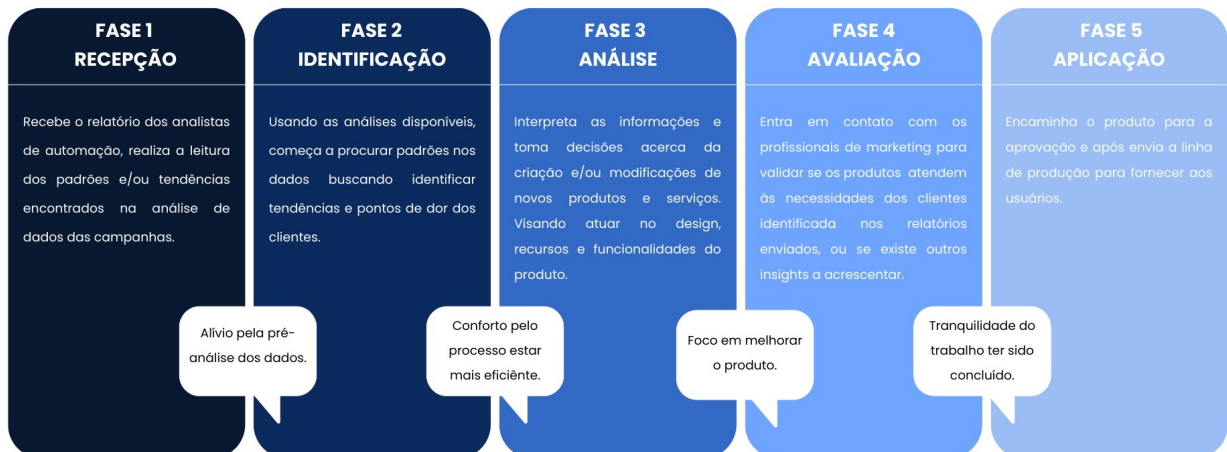 FASE 1
RECEPÇÃO
Recebe o relatório dos analistas
de automação, realiza a leitura
dos padrões e/ou tendências
encontrados na análise de
dados das campanhas.
Alívio pela pré-
análise dos dados.
FASE 2
IDENTIFICAÇÃO
Usando as análises disponíveis,
começa a procurar padrões nos
dados buscando identificar
tendências e pontos de dor dos
clientes.
Conforto pelo
processo estar
mais eficiênte.
FASE 3
ANÁLISE
Interpreta as informações e
toma decisões acerca da
criação e/ou modificações de
novos produtos e serviços.
Visando atuar no design,
recursos e funcionalidades do
produto.
Foco em melhorar
o produto.
FASE 4
AVALIAÇÃO
Entra em contato com os
profissionais de marketing para
validar se os produtos atendem
às necessidades dos clientes
identificada nos relatórios
enviados, ou se existe outros
insights a acrescentar.
Tranquilidade do
trabalho ter sido
concluído.
FASE 5
APLICAÇÃO
Encaminha o produto para a
aprovação e após envia a linha
de produção para fornecer aos
usuários.